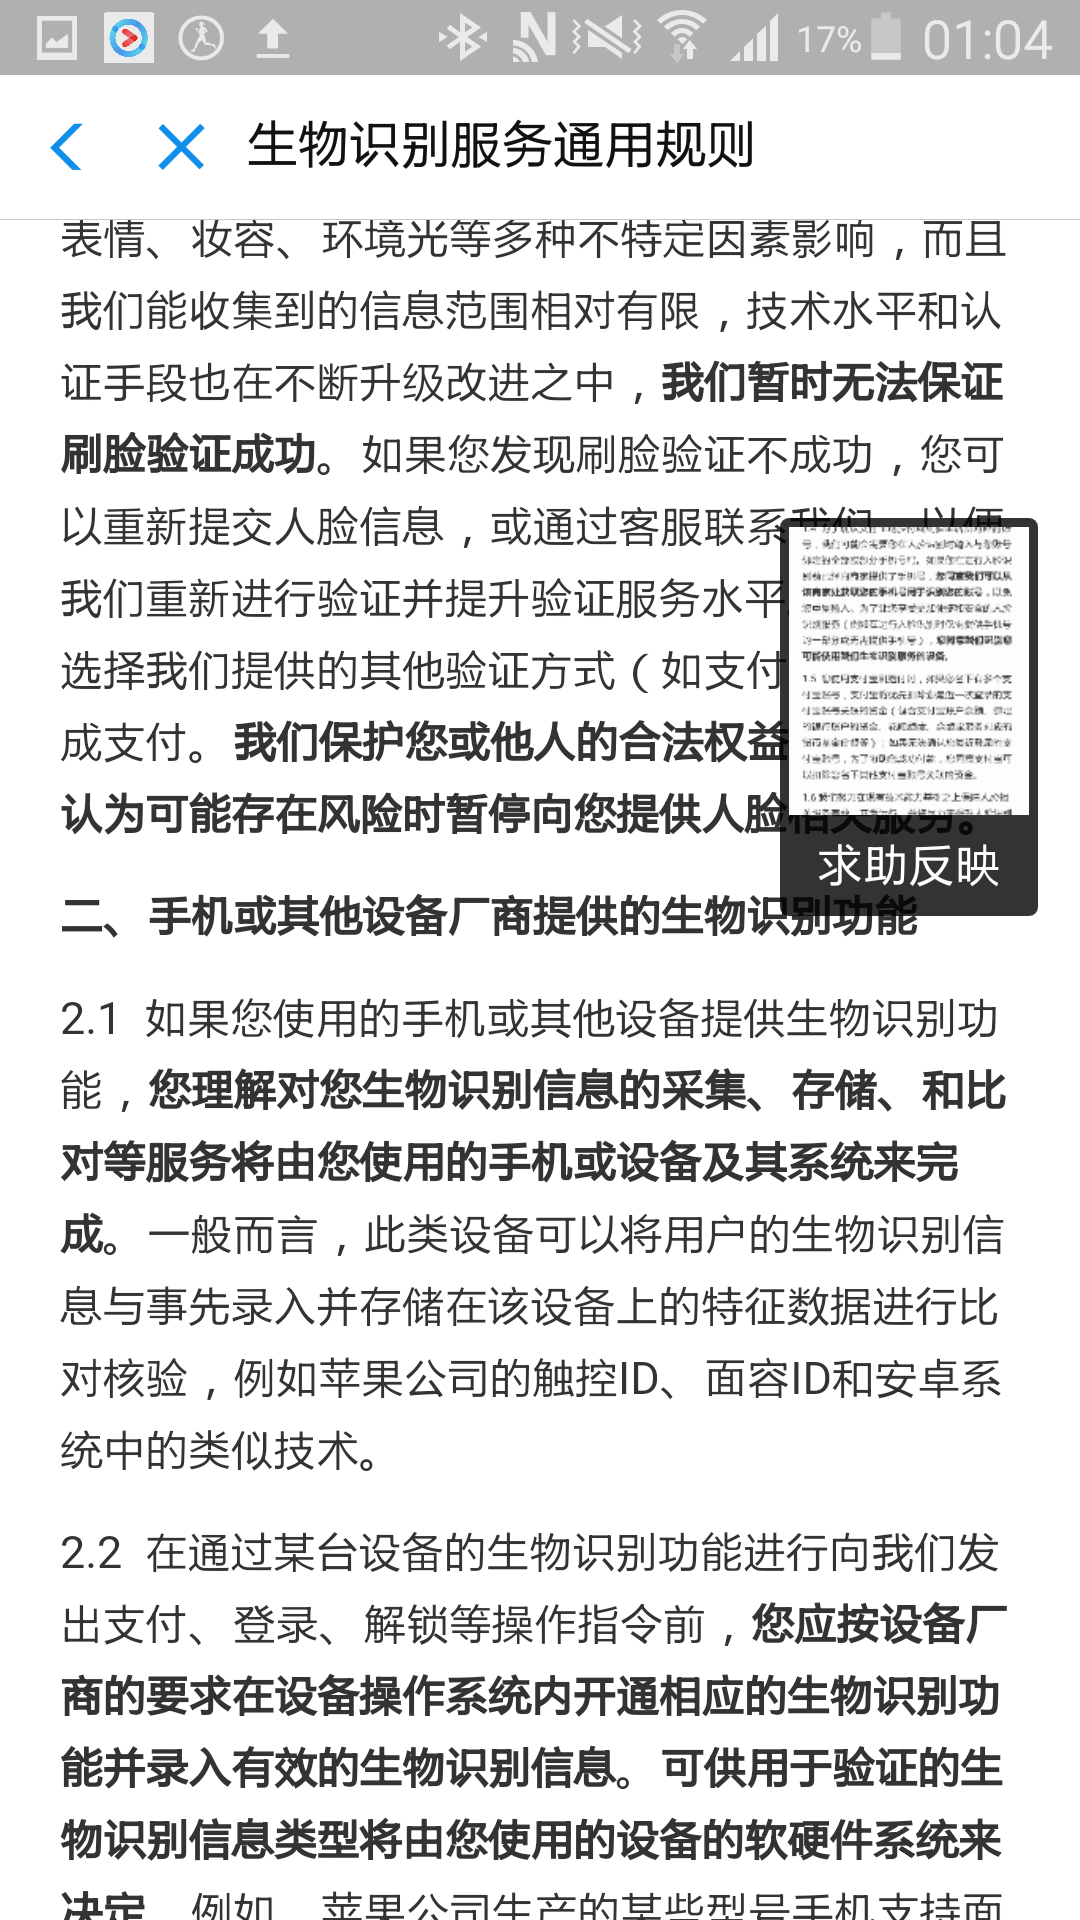 17% 01:04
生物识别服务通用规则
表情、妆容、环境光等多种不特定因素影响，而且
我们能收集到的信息范围相对有限，技术水平和认
证手段也在不断升级改进之中，我们暂时无法保证
刷脸验证成功。如果您发现刷脸验证不成功，您可
以重新提交人脸信息，或通过客服联系我们，以便
我们重新进行验证并提升验证服务水平
选择我们提供的其他验证方式（如支付
成支付。我们保护您或他人的合法权益
认为可能存在风险时暂停向您提供人脸相关服务。
求助反映
二、手机或其他设备厂商提供的生物识别功能
2.1 如果您使用的手机或其他设备提供生物识别功
能，您理解对您生物识别信息的采集、存储、和比
对等服务将由您使用的手机或设备及其系统来完
成。一般而言，此类设备可以将用户的生物识别信
息与事先录入并存储在该设备上的特征数据进行比
对核验，例如苹果公司的触控ID、面容ID和安卓系
统中的类似技术。
2.2 在通过某台设备的生物识别功能进行向我们发
出支付、登录、解锁等操作指令前，您应按设备厂
商的要求在设备操作系统内开通相应的生物识别功
能并录入有效的生物识别信息。可供用于验证的生
物识别信息类型将由您使用的设备的软硬件系统来
决定。例如，苹果公司生产的某些型号手机支持面